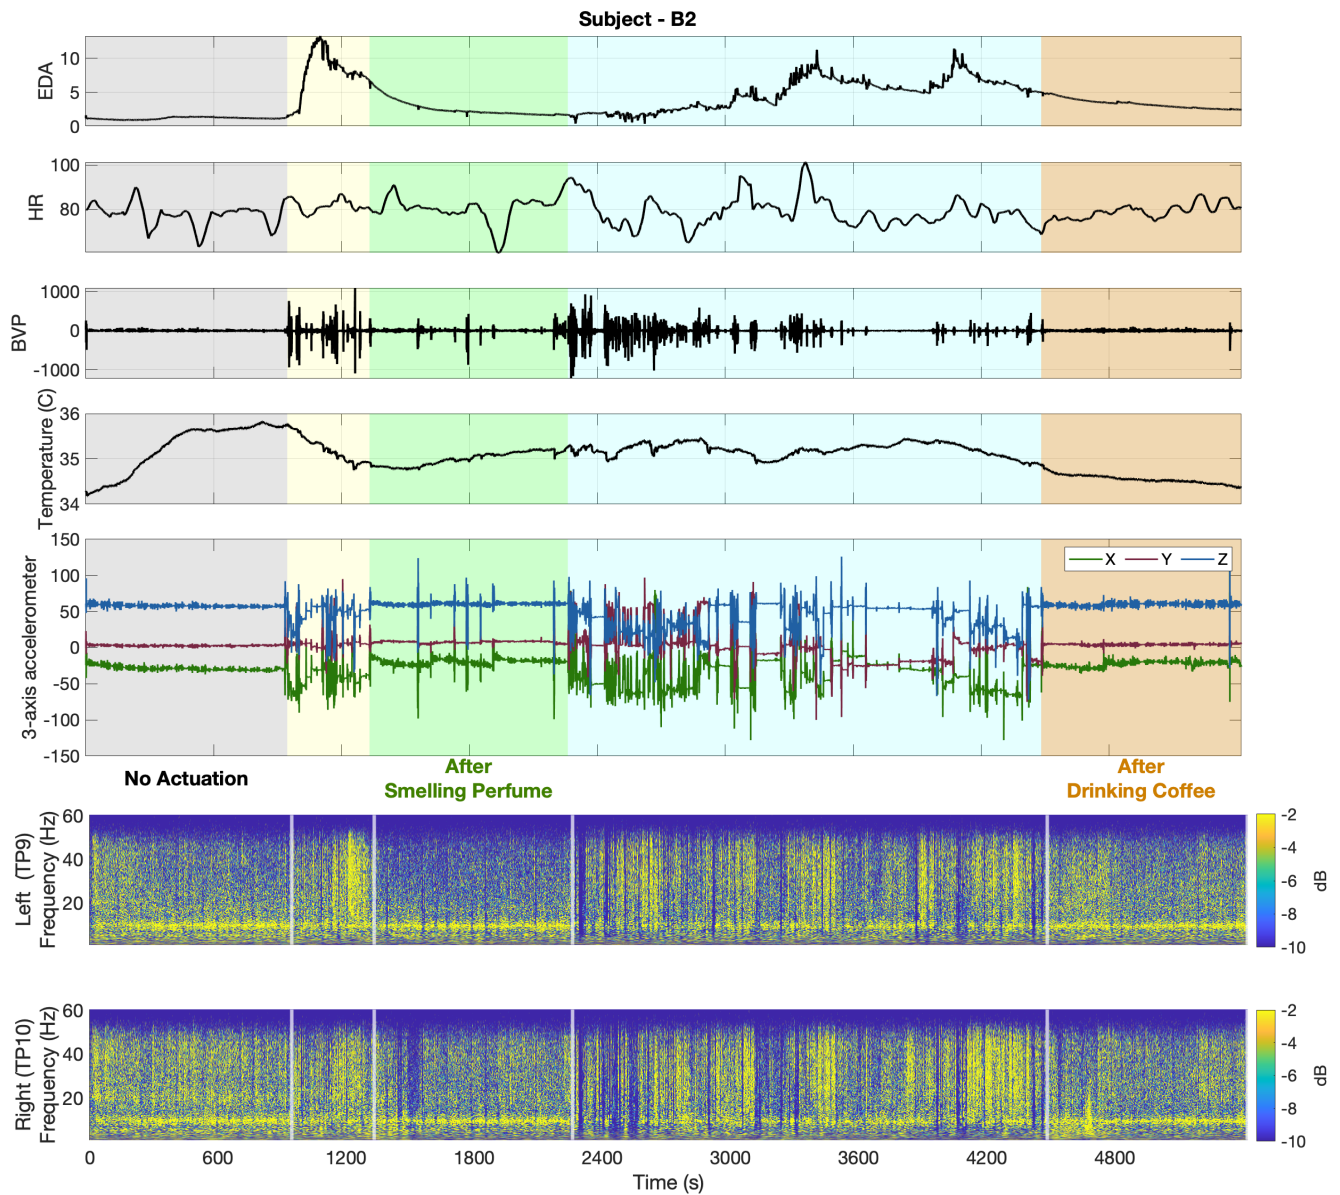 Subject - B2
EDA
10
5
0
HR
100
80
BVP
1000
0
-1000
Temperature (C)
36
35
34
3-axis accelerometer
150
100
50
0
-50
-100
-150
X Y Z
No Actuation
After
Smelling Perfume
After
Drinking Coffee
Left (TP9)
Frequency (Hz)
60
40
20
-2
-4
-6
-8
-10
dB
Right (TP10)
Frequency (Hz)
60
40
20
-2
-4
-6
-8
-10
dB
0 600 1200 1800 2400 3000 3600 4200 4800
Time (s)